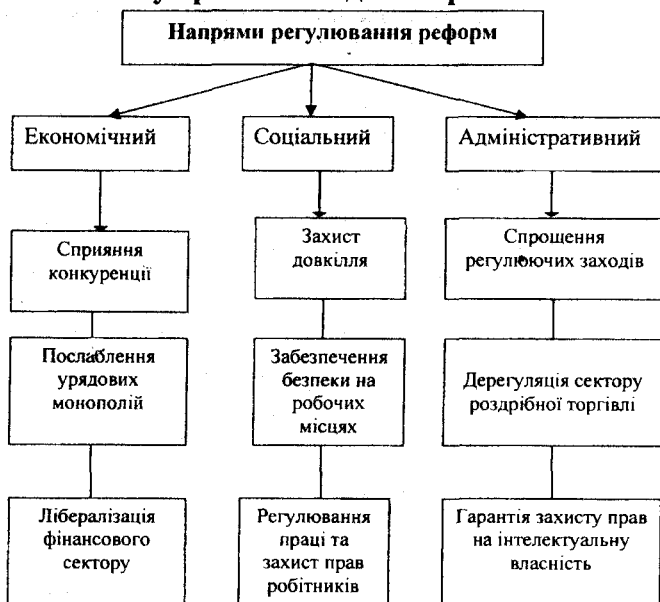 Напрями регулювання реформ
Економічний
Соціальний
Адміністративний
Сприяння
конкуренції
Захист
довкілля
Спрощення
регулюючих заходів
Послаблення
урядових
монополій
Забезпечення
безпеки на
робочих
місцях
Дерегуляція сектору
роздрібної торгівлі
Лібералізація
фінансового
сектору
Регулювання
праці та
захист прав
робітників
Гарантія захисту прав
на інтелектуальну
власність